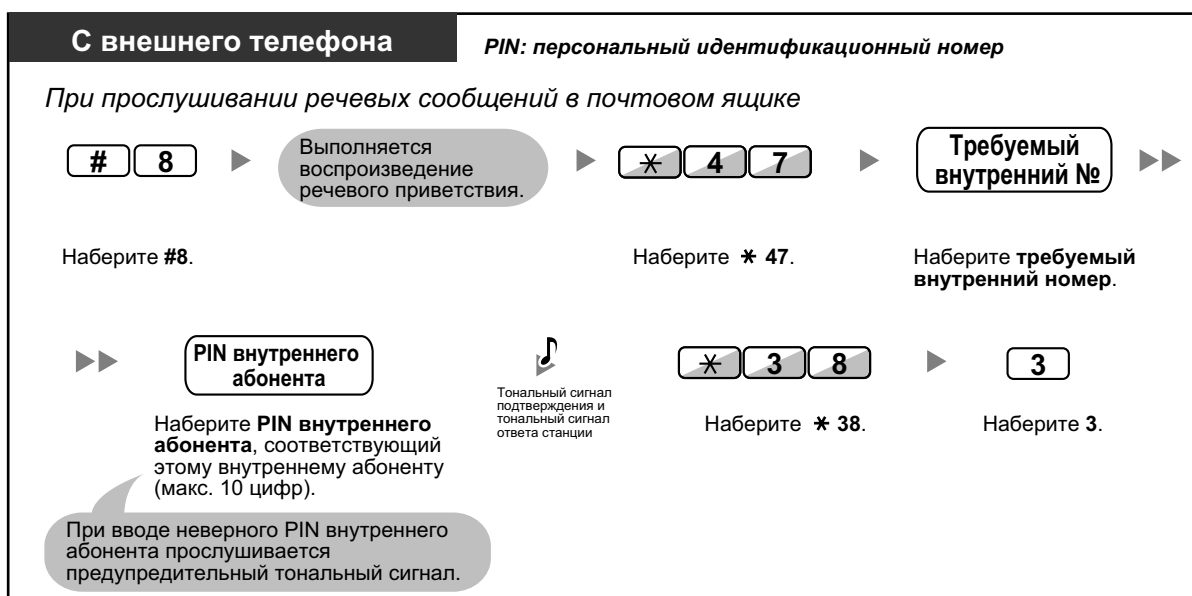 С внешнего телефона
PIN: персональный идентификационный номер
При прослушивании речевых сообщений в почтовом ящике
# 8
Выполняется
воспроизведение
речевого приветствия.
* 4 7
Требуемый
внутренний №
Наберите #8.
Наберите * 47.
Наберите требуемый
внутренний номер.
PIN внутреннего
абонента
Тональный сигнал
подтверждения и
тональный сигнал
ответа станции
* 3 8
3
Наберите PIN внутреннего
абонента, соответствующий
этому внутреннему абоненту
(макс. 10 цифр).
Наберите * 38.
Наберите 3.
При вводе неверного PIN внутреннего
абонента прослушивается
предупредительный тональный сигнал.